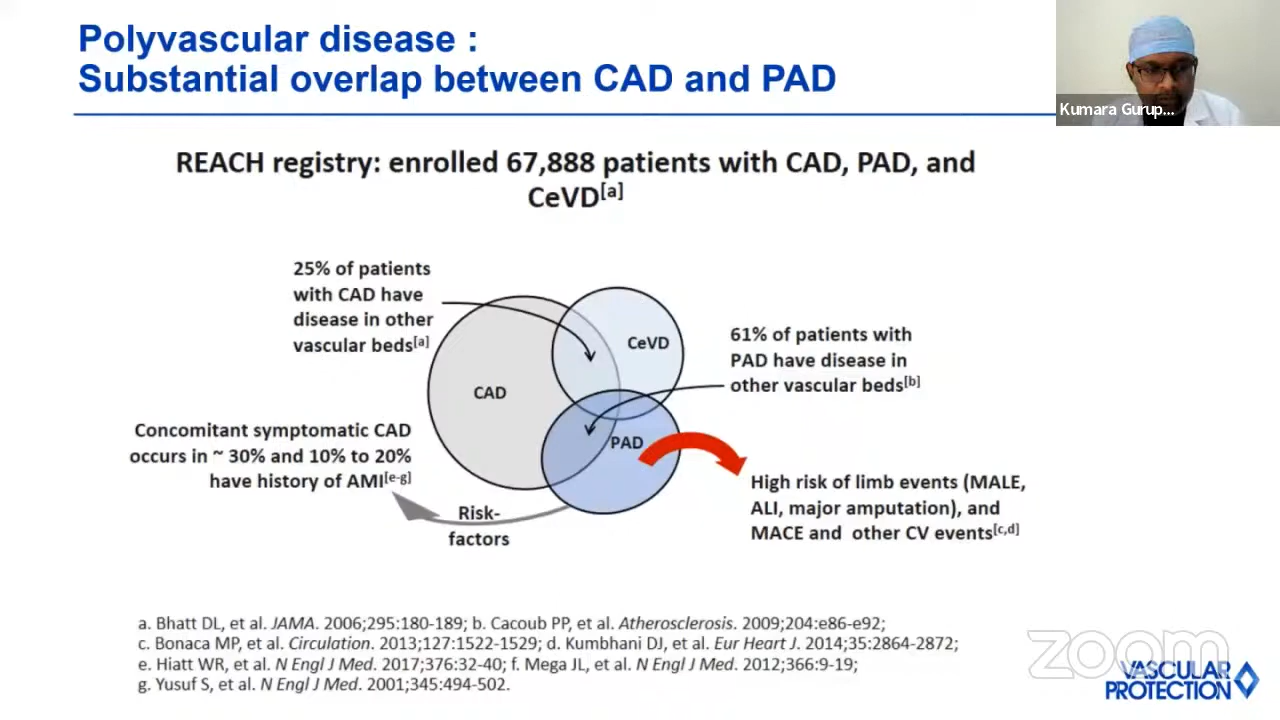 Polyvascular disease :
Substantial overlap between CAD and PAD
Kumara Gurup...
REACH registry: enrolled 67,888 patients with CAD, PAD, and
CeVD[a]
25% of patients
with CAD have
disease in other
vascular beds[a]
CeVD
61% of patients with
PAD have disease in
other vascular beds[b]
CAD
Concomitant symptomatic CAD
occurs in ~ 30% and 10% to 20%
have history of AMI[e-g]
PAD
Risk-
factors
High risk of limb events (MALE,
ALI, major amputation), and
MACE and other CV events[c,d]
a. Bhatt DL, et al. JAMA. 2006;295:180-189; b. Cacoub PP, et al. Atherosclerosis. 2009;204:e86-e92;
c. Bonaca MP, et al. Circulation. 2013;127:1522-1529; d. Kumbhani DJ, et al. Eur Heart J. 2014;35:2864-2872;
e. Hiatt WR, et al. N Engl J Med. 2017;376:32-40; f. Mega JL, et al. N Engl J Med. 2012;366:9-19;
g. Yusuf S, et al. N Engl J Med. 2001;345:494-502.
zoom
VASCULAR
PROTECTION